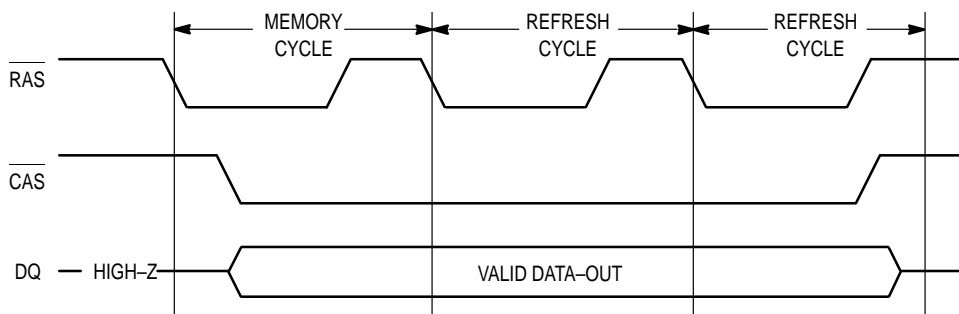 MEMORY CYCLE
REFRESH CYCLE
REFRESH CYCLE
RAS
CAS
DQ HIGH–Z
VALID DATA–OUT